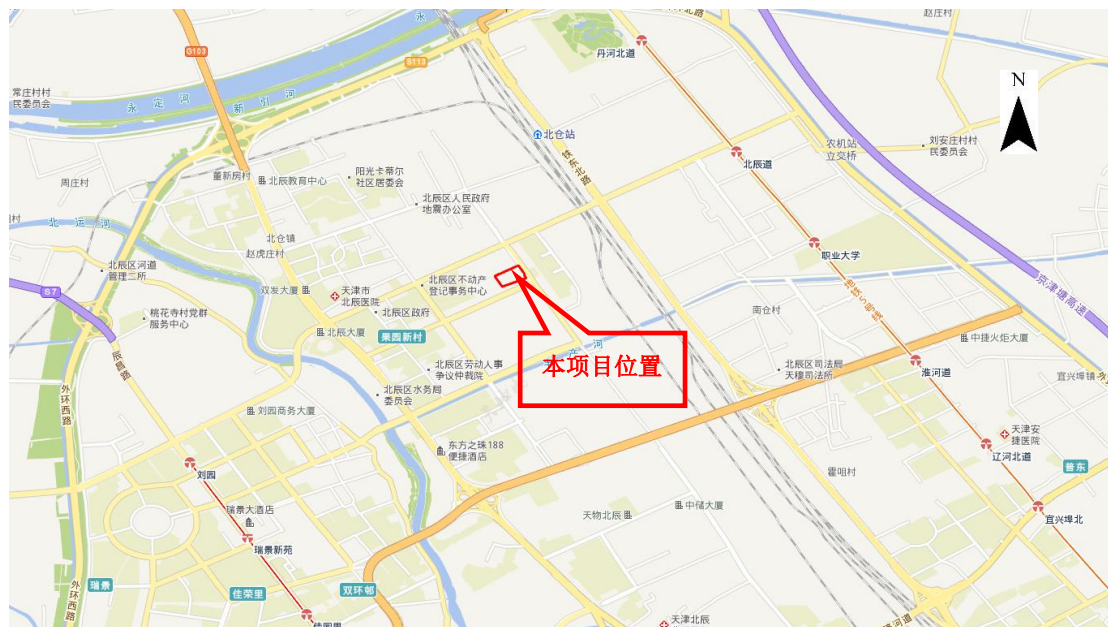 赵庄村
永
G103
S113
丹河北道
常庄村村
民委员会
永定河
新引河
N
北仓站
铁东北路
农机站
立交桥
刘安庄村村
民委员会
北辰道
阳光卡蒂尔
社区居委会
董新房村
北辰教育中心
周庄村
北辰区人民政府
地震办公室
北运河
北仓镇
赵虎庄村
职业大学
地铁5号线
京津塘高速
北辰区河道
管理二所
双发大厦
天津市
北辰医院
北辰区不动产
登记事务中心
S7
桃花寺村党群
服务中心
北辰区政府
南仓村
北辰大厦
果园新村
河
中捷火炬大厦
本项目位置
辰昌路
北辰区劳动人事
争议仲裁院
北辰区司法局
天穆司法所
淮河道
宜兴埠镇
外环西路
北辰区水务局
委员会
刘园商务大厦
东方之珠188
便捷酒店
天津安
捷医院
辽河北道
普东
刘园
霍咀村
瑞景大酒店
天物北辰
中储大厦
宜兴埠北
瑞景新苑
外环西路
瑞景
佳荣里
双环邨
佳园里
天津北辰
河道